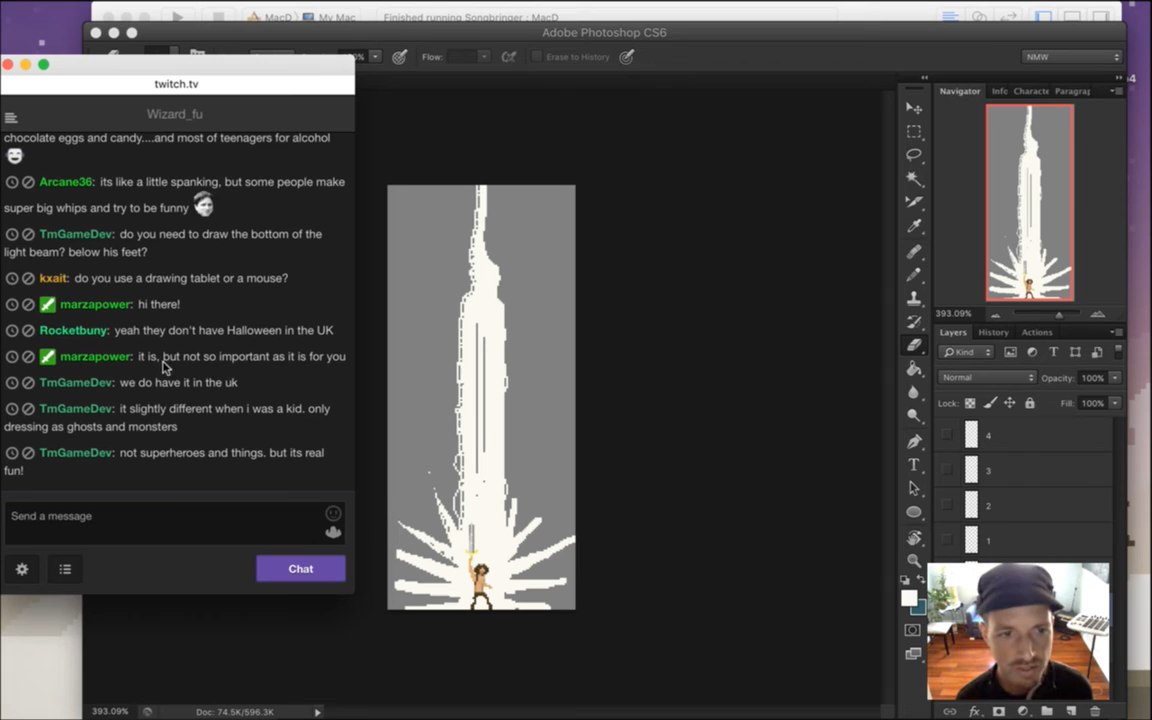 MacD
My Mac
Finished running Songbringer : MacD
Adobe Photoshop CS6
Flow:
Erase to History
NMW
twitch.tv
Wizard_fu
chocolate eggs and candy....and most of teenagers for alcohol
Arcane36: its like a little spanking, but some people make
super big whips and try to be funny
TmGameDev: do you need to draw the bottom of the
light beam? below his feet?
kxait: do you use a drawing tablet or a mouse?
marzapower: hi there!
Rocketbuny: yeah they don't have Halloween in the UK
marzapower: it is, but not so important as it is for you
TmGameDev: we do have it in the uk
TmGameDev: it slightly different when i was a kid. only
dressing as ghosts and monsters
TmGameDev: not superheroes and things. but its real
fun!
Send a message
Chat
Navigator Info Characte Paragrap
393.09%
Layers History Actions
Kind
Normal Opacity: 100%
Lock: Fill: 100%
4
3
2
1
393.09% Doc: 74.5K/596.3K